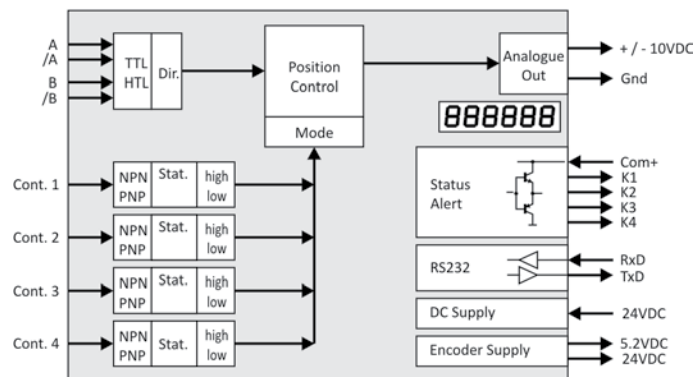 A
/A
B
/B
TTL
HTL
Dir.
Position
Control
Mode
Analogue
Out
+ / - 10VDC
Gnd
888888
Cont. 1
NPN
PNP
Stat.
high
low
Cont. 2
NPN
PNP
Stat.
high
low
Cont. 3
NPN
PNP
Stat.
high
low
Cont. 4
NPN
PNP
Stat.
high
low
Status
Alert
Com+
K1
K2
K3
K4
RS232
RxD
TxD
DC Supply
24VDC
Encoder Supply
5.2VDC
24VDC